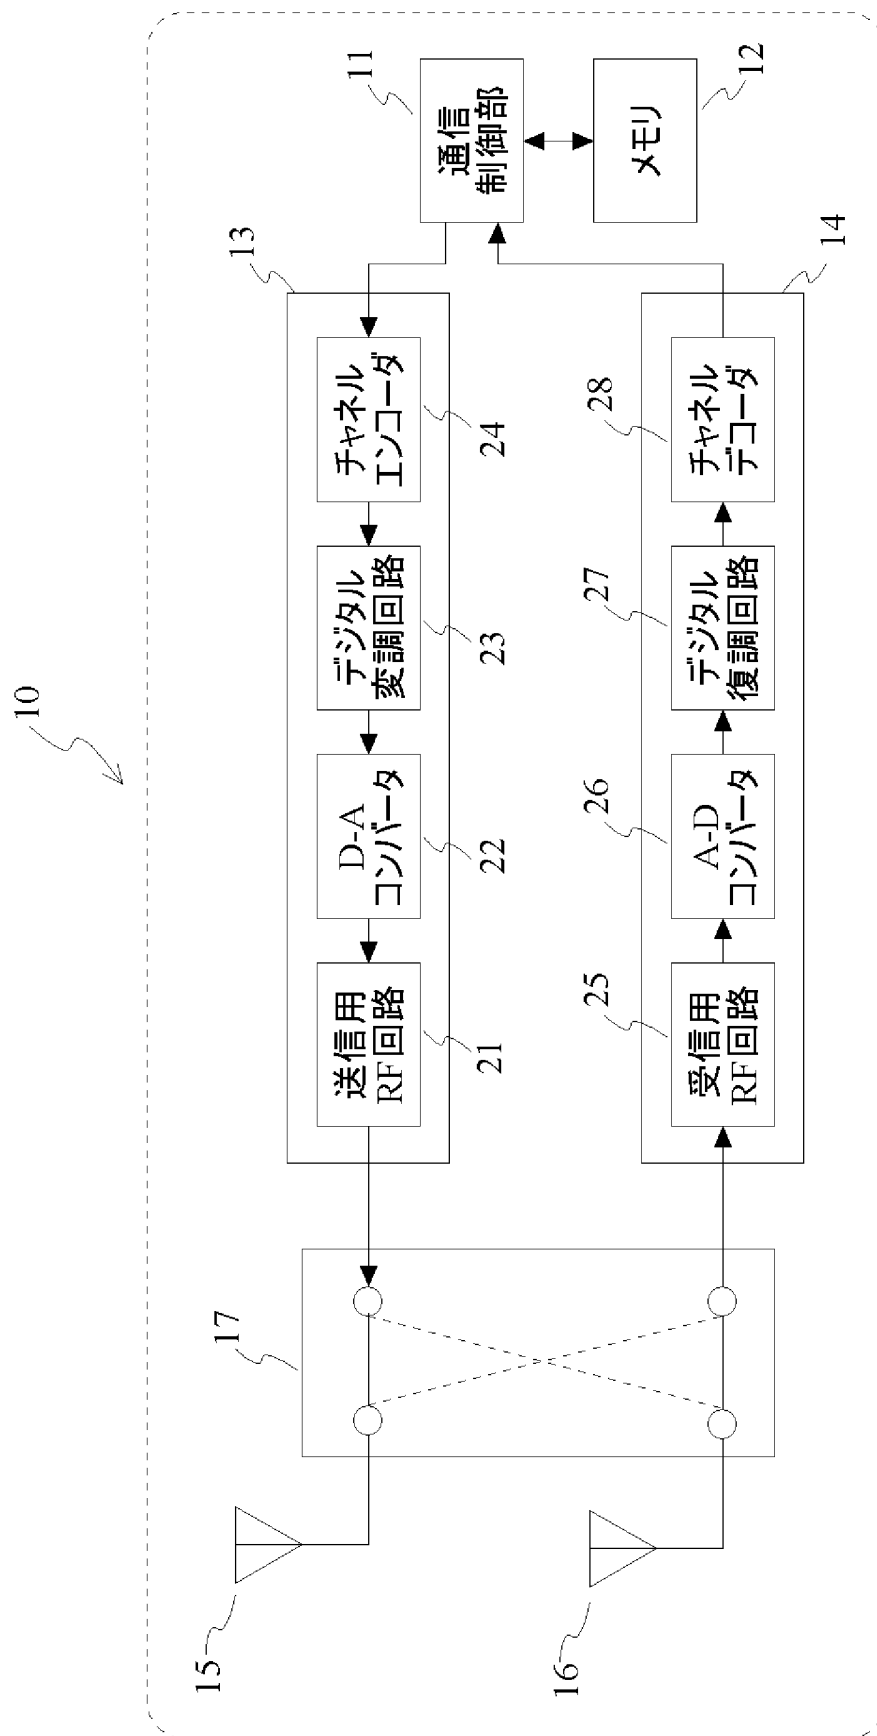 10
15
17
13
送信用
RF回路
21
D-A
コンバータ
22
デジタル
変調回路
23
チャネル
エンコーダ
24
11
通信
制御部
12
メモリ
16
14
25
受信用
RF回路
26
A-D
コンバータ
27
デジタル
復調回路
28
チャネル
デコーダ